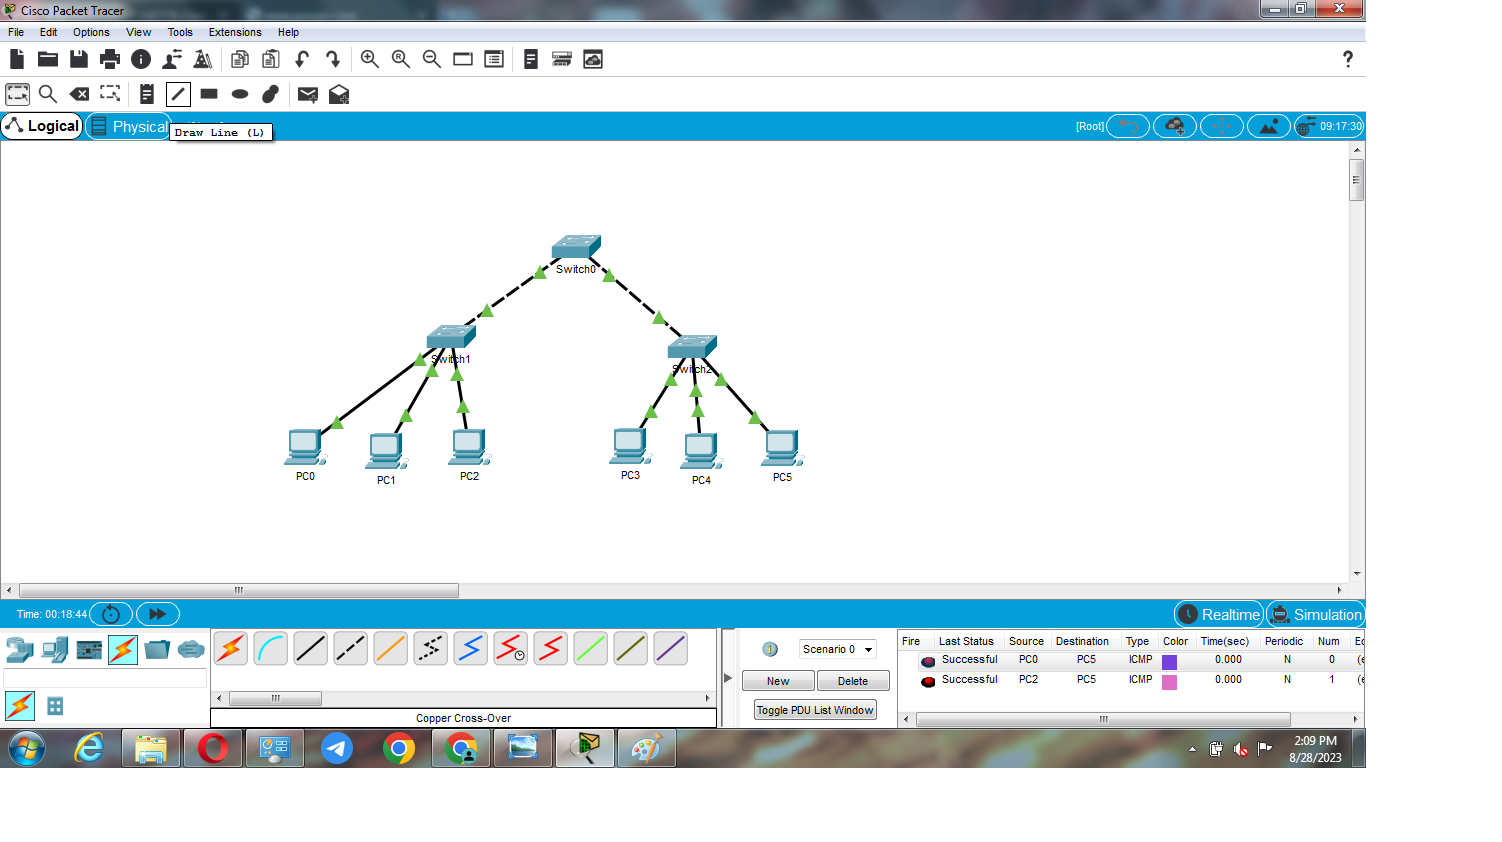 Cisco Packet Tracer
File Edit Options View Tools Extensions Help
Logical
Physical
Draw Line (L)
[Root]
09:17:30
Switch0
Switch1
Switch2
PC0
PC1
PC2
PC3
PC4
PC5
Time: 00:18:44
Realtime
Simulation
Scenario 0
New
Delete
Toggle PDU List Window
Fire Last Status Source Destination Type Color Time(sec) Periodic Num
Successful PC0 PC5 ICMP 0.000 N 0
Successful PC2 PC5 ICMP 0.000 N 1
Copper Cross-Over
2:09 PM
8/28/2023